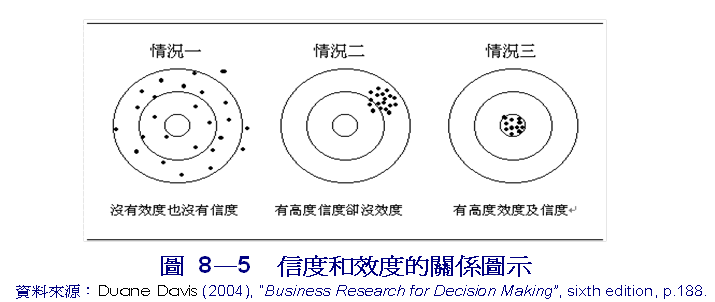 情況一 情況二 情況三
沒有效度也沒有信度 有高度信度卻沒效度 有高度效度及信度↵
圖 8—5 信度和效度的關係圖示
資料來源：Duane Davis (2004), “Business Research for Decision Making”, sixth edition, p.188.